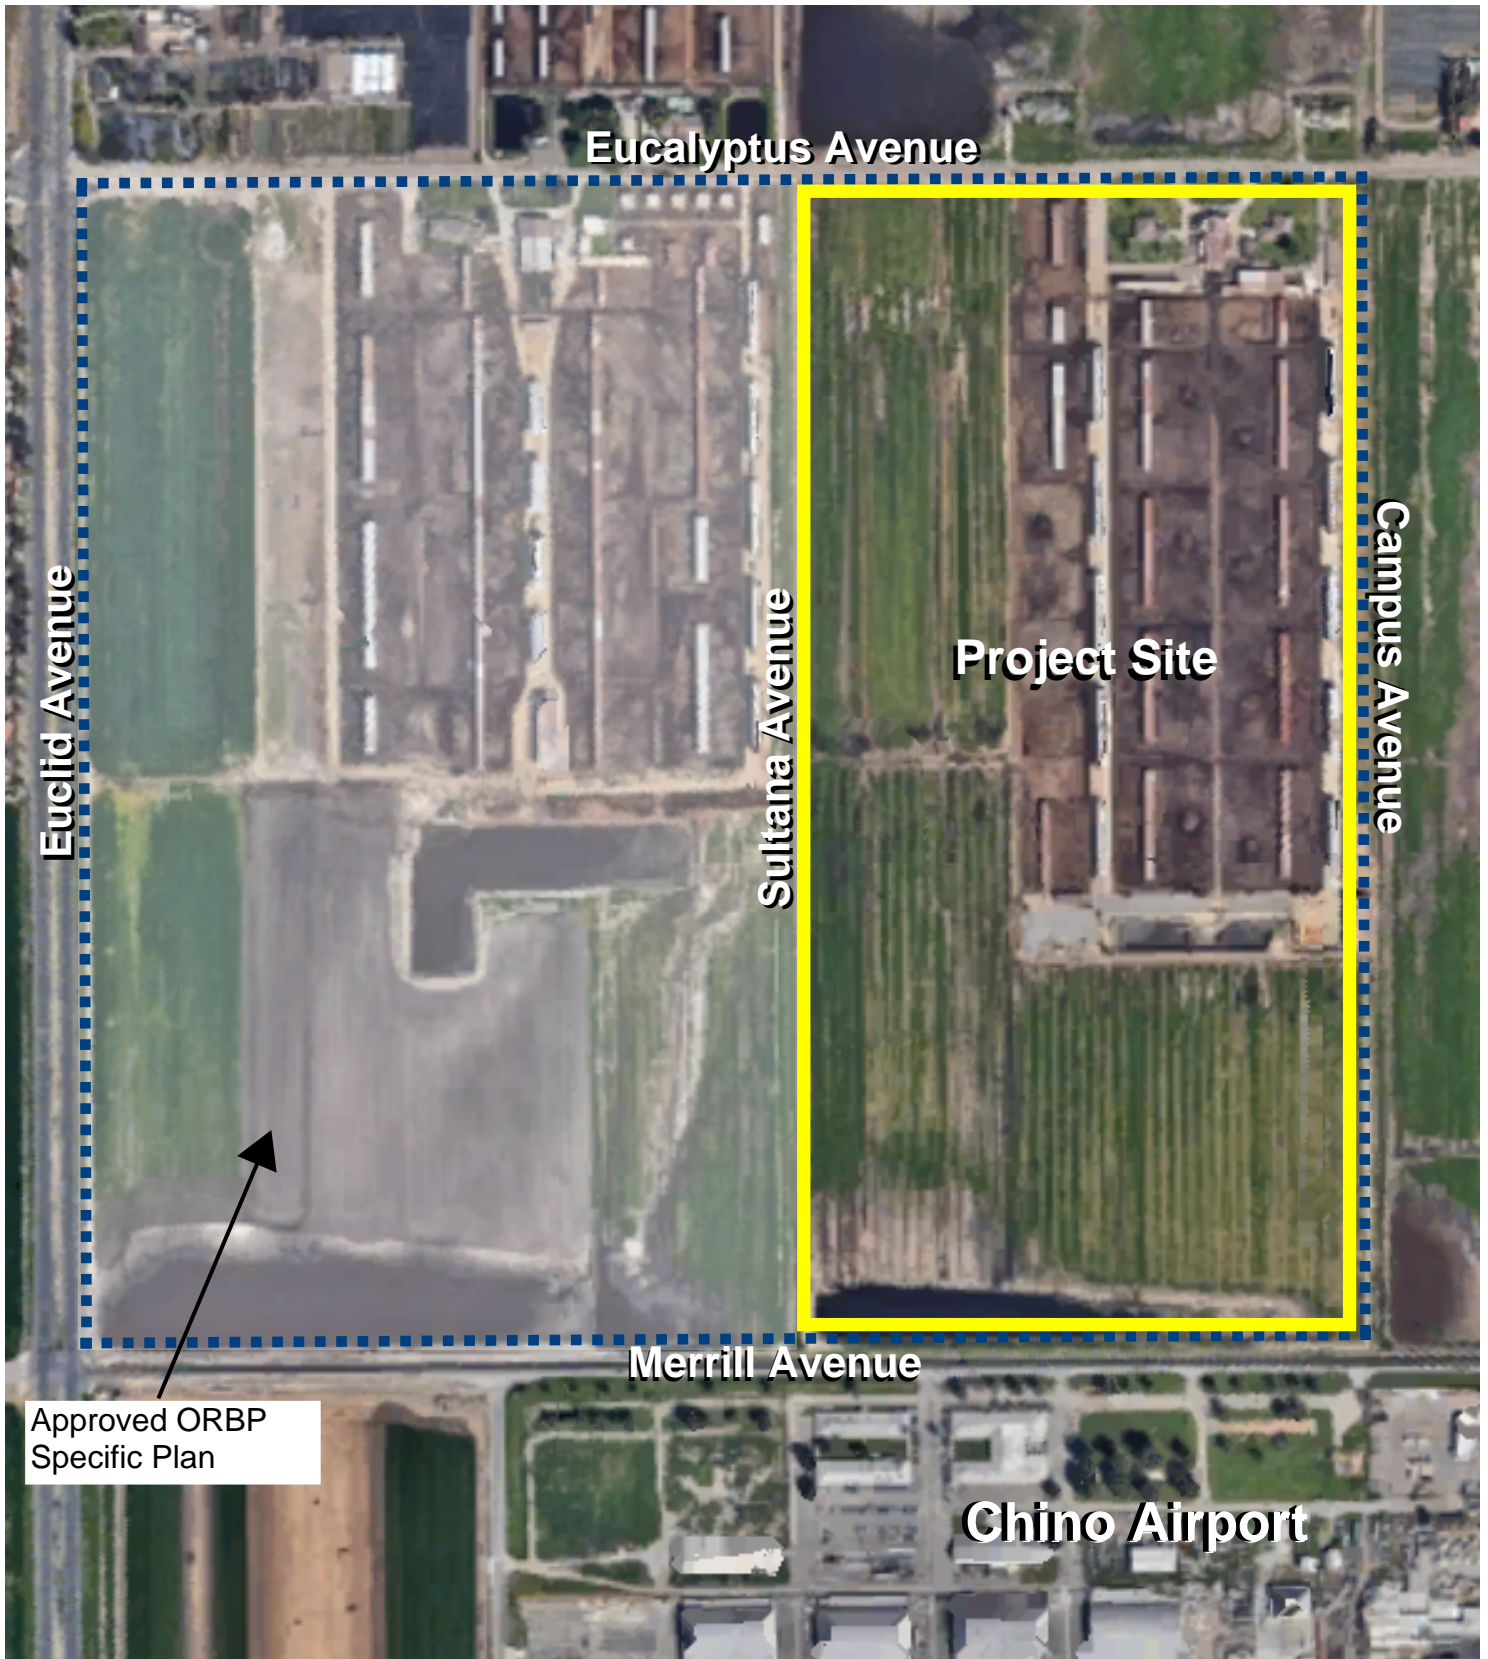 Eucalyptus Avenue
Euclid Avenue
Sultana Avenue
Project Site
Campus Avenue
Merrill Avenue
Approved ORBP
Specific Plan
Chino Airport